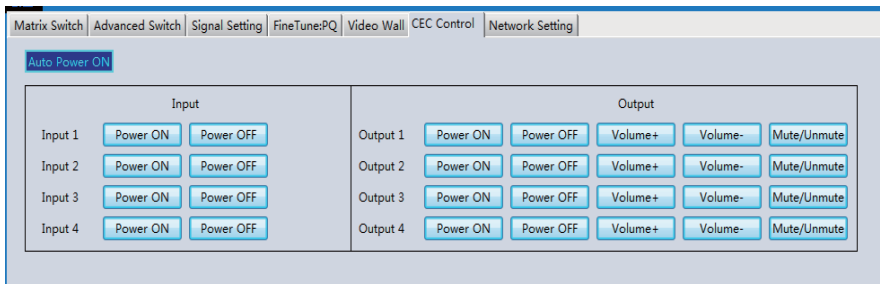 Matrix Switch Advanced Switch Signal Setting FineTune:PQ Video Wall CEC Control Network Setting
Auto Power ON
Input Output
Input 1 Power ON Power OFF Output 1 Power ON Power OFF Volume+ Volume- Mute/Unmute
Input 2 Power ON Power OFF Output 2 Power ON Power OFF Volume+ Volume- Mute/Unmute
Input 3 Power ON Power OFF Output 3 Power ON Power OFF Volume+ Volume- Mute/Unmute
Input 4 Power ON Power OFF Output 4 Power ON Power OFF Volume+ Volume- Mute/Unmute